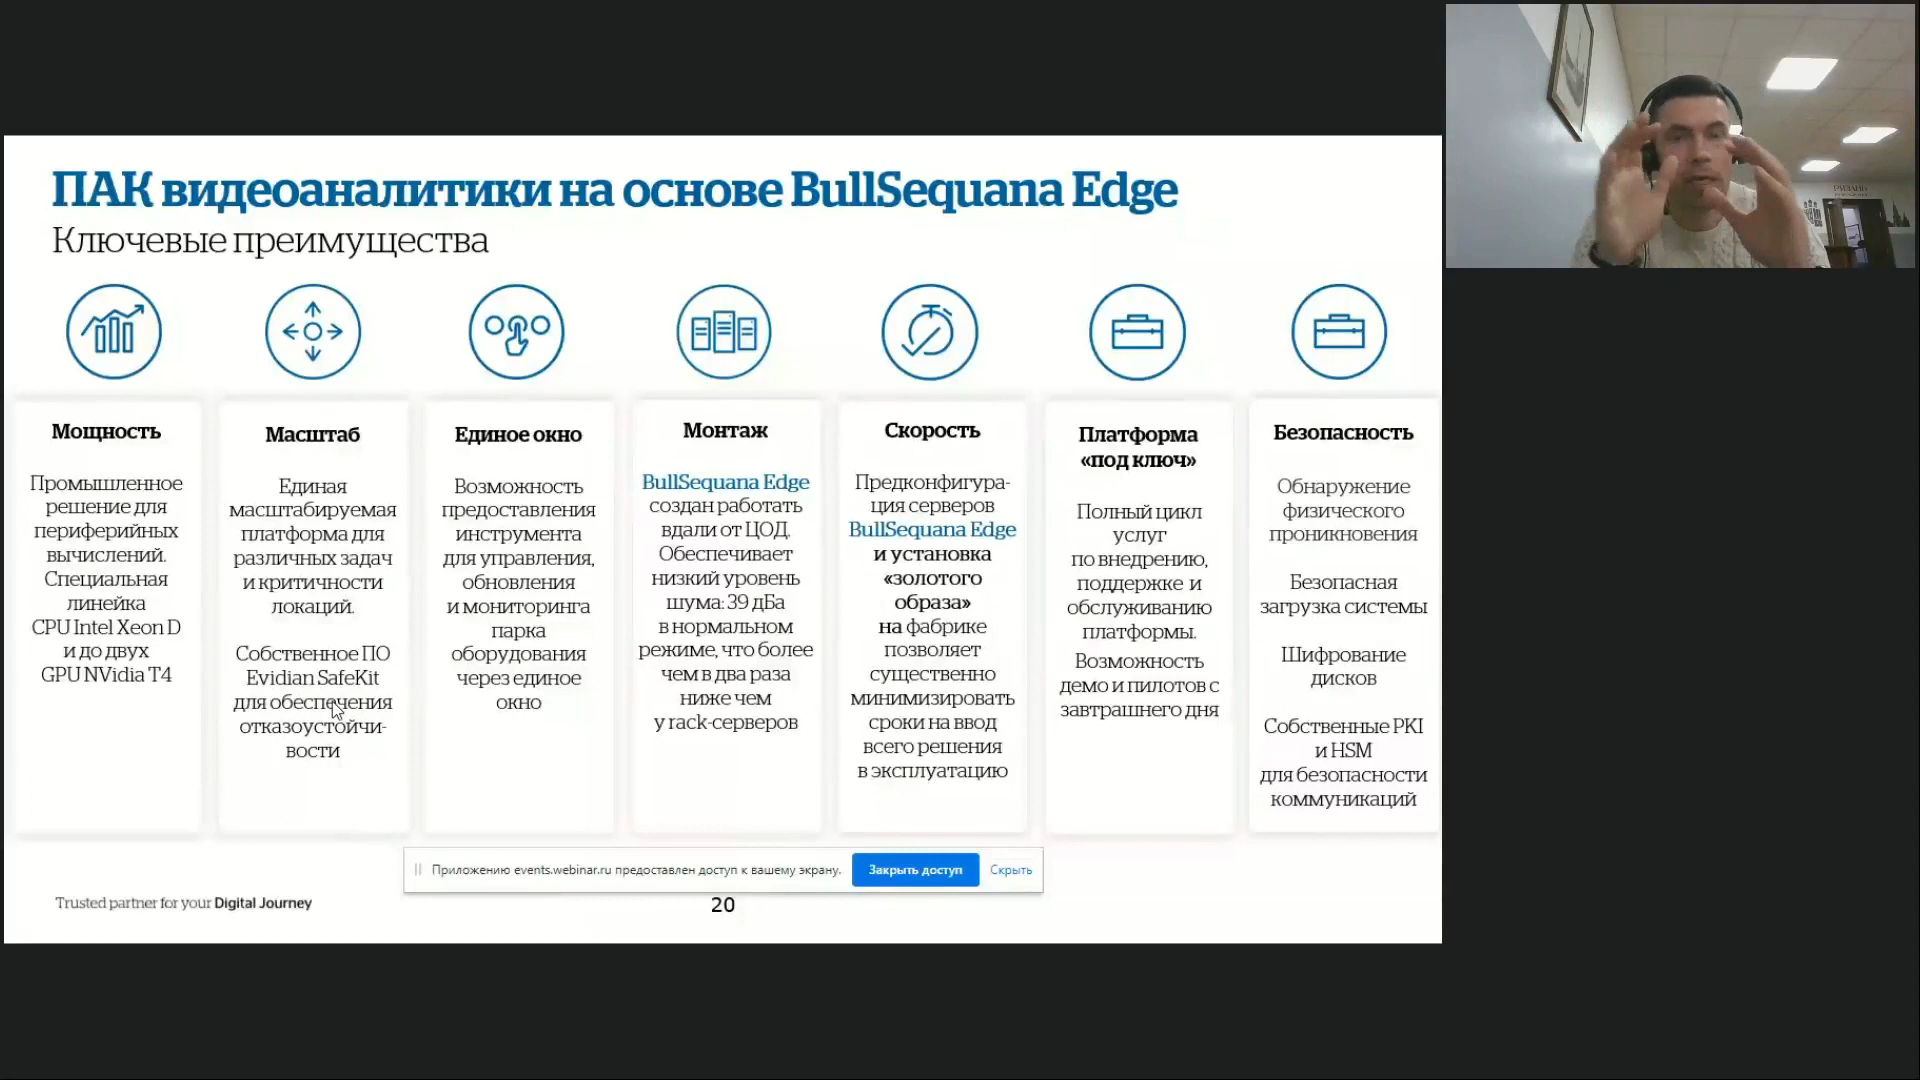 ПАК видеоаналитики на основе BullSequana Edge
Ключевые преимущества
Мощность
Промышленное
решение для
периферийных
вычислений.
Специальная
линейка
CPU Intel Xeon D
и до двух
GPU NVidia T4
Масштаб
Единая
масштабируемая
платформа для
различных задач
и критичности
локаций.
Собственное ПО
Evidian SafeKit
для обеспечения
отказоустойчи-
вости
Единое окно
Возможность
предоставления
инструмента
для управления,
обновления
и мониторинга
парка
оборудования
через единое
окно
Монтаж
BullSequana Edge
создан работать
вдали от ЦОД.
Обеспечивает
низкий уровень
шума: 39 дБа
в нормальном
режиме, что более
чем в два раза
ниже чем
у rack-серверов
Скорость
Предконфигура-
ция серверов
BullSequana Edge
и установка
«золотого
образа»
на фабрике
позволяет
существенно
минимизировать
сроки на ввод
всего решения
в эксплуатацию
Платформа
«под ключ»
Полный цикл
услуг
по внедрению,
поддержке и
обслуживанию
платформы.
Возможность
демо и пилотов с
завтрашнего дня
Безопасность
Обнаружение
физического
проникновения
Безопасная
загрузка системы
Шифрование
дисков
Собственные PKI
и HSM
для безопасности
коммуникаций
Приложению events.webinar.ru предоставлен доступ к вашему экрану.
Закрыть доступ
Скрыть
Trusted partner for your Digital Journey
20
РЯЗАНЬ